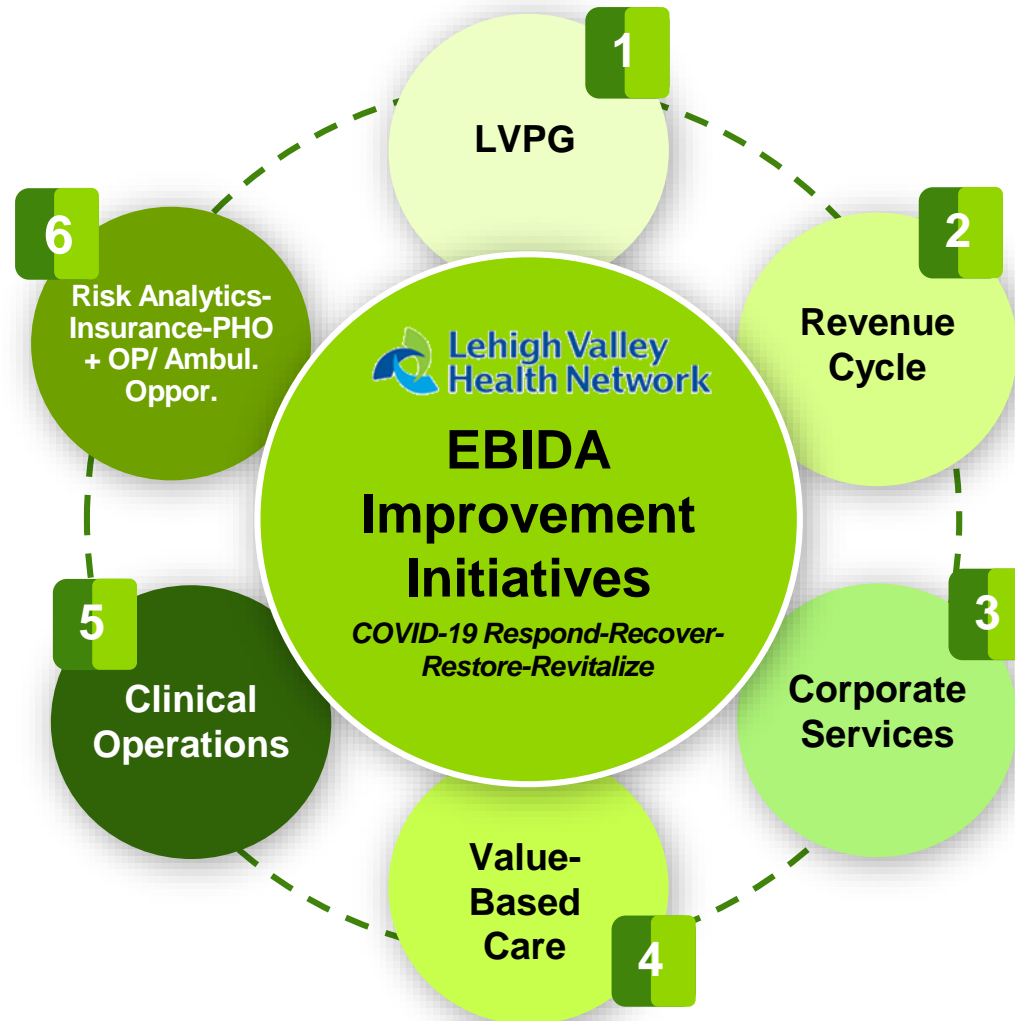 Lehigh Valley
Health Network
EBIDA
Improvement
Initiatives
COVID-19 Respond-Recover-
Restore-Revitalize
1
LVPG
2
Revenue
Cycle
3
Corporate
Services
4
Value-
Based
Care
5
Clinical
Operations
6
Risk Analytics-
Insurance-PHO
+ OP/ Ambul.
Oppor.